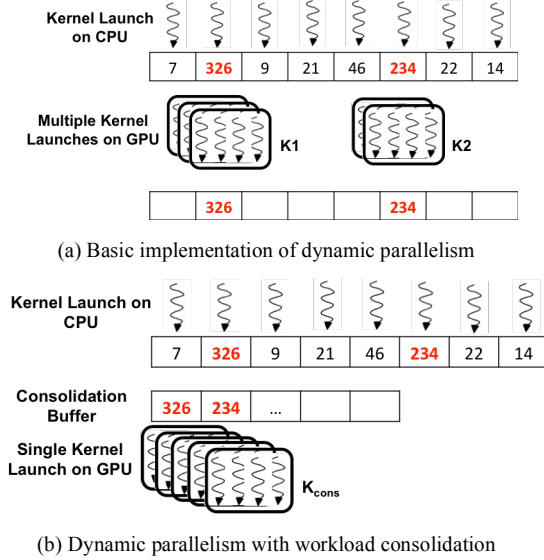 Kernel Launch
on CPU
7 326 9 21 46 234 22 14
Multiple Kernel
Launches on GPU
K1
K2
326 234
(a) Basic implementation of dynamic parallelism
Kernel Launch on
CPU
7 326 9 21 46 234 22 14
Consolidation
Buffer
326 234 ...
Single Kernel
Launch on GPU
Kcons
(b) Dynamic parallelism with workload consolidation